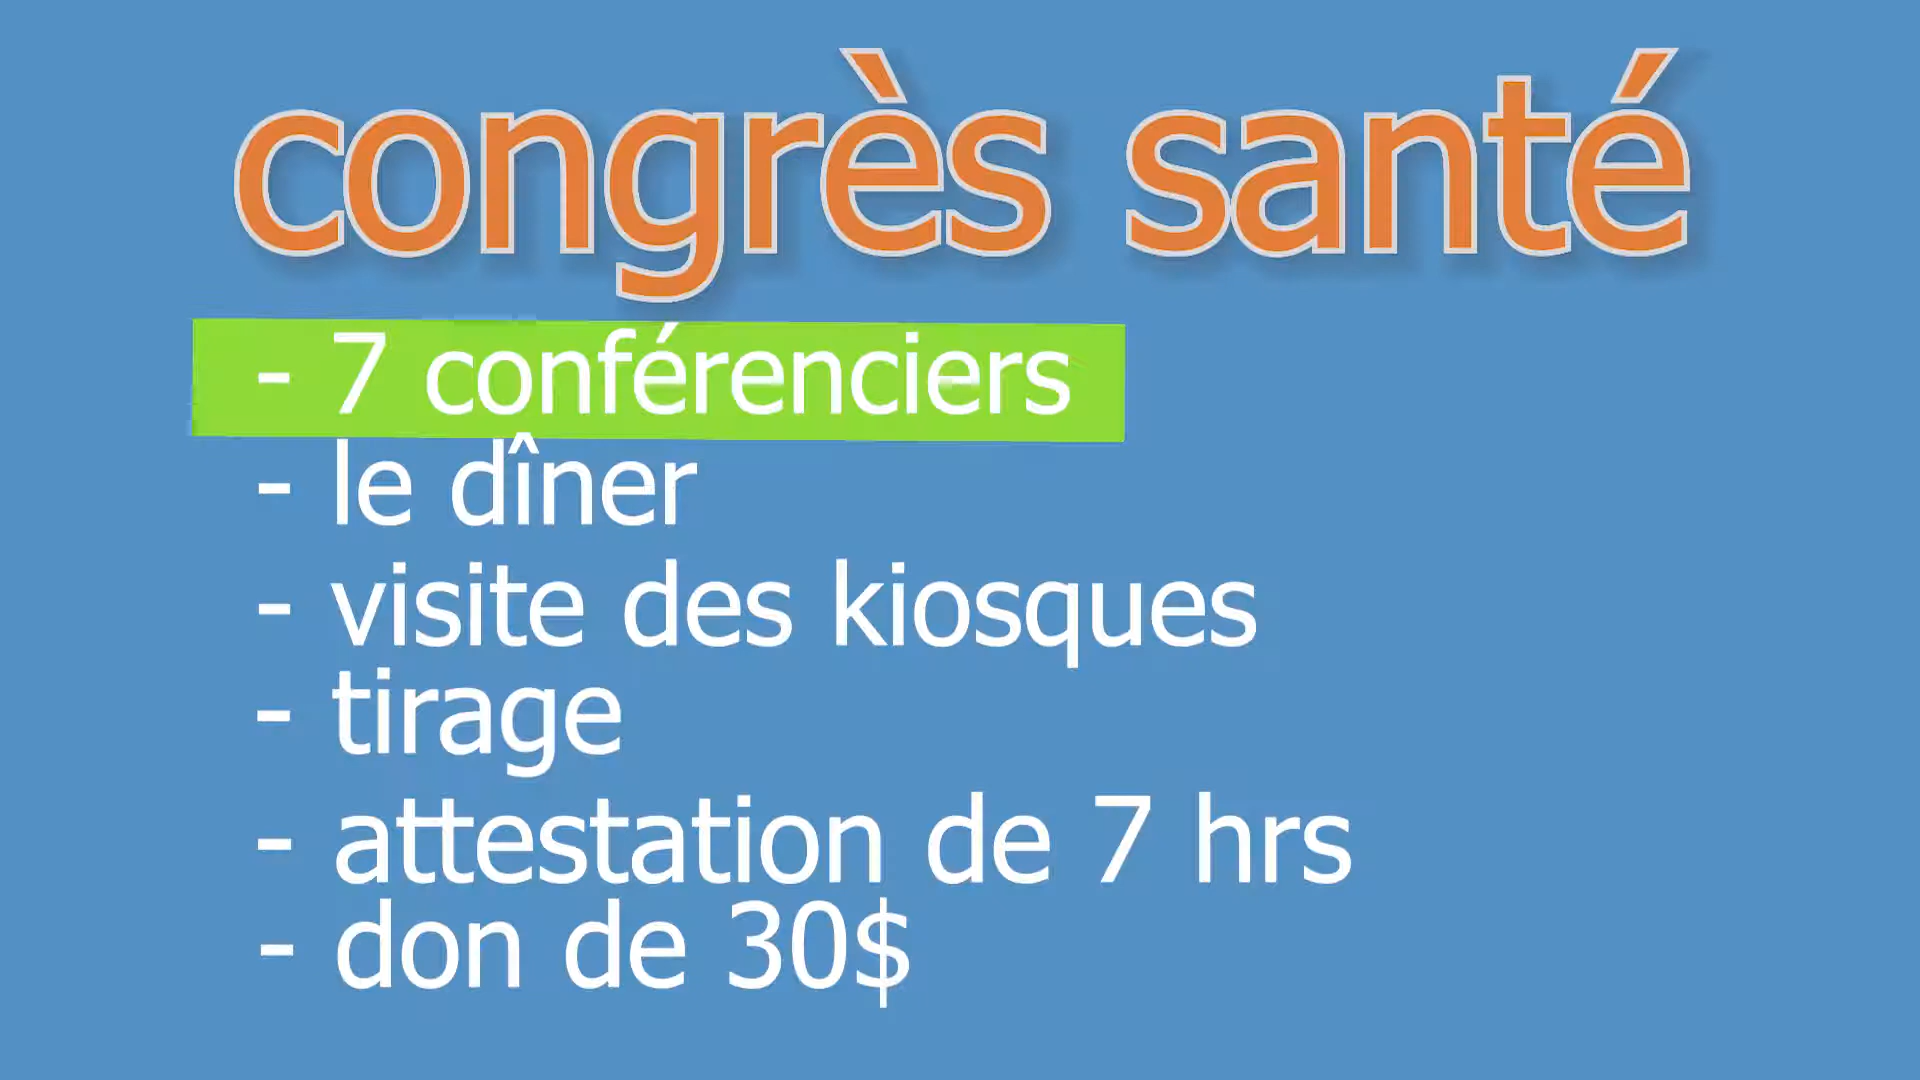 congrès santé
- 7 conférenciers
- le dîner
- visite des kiosques
- tirage
- attestation de 7 hrs
- don de 30$